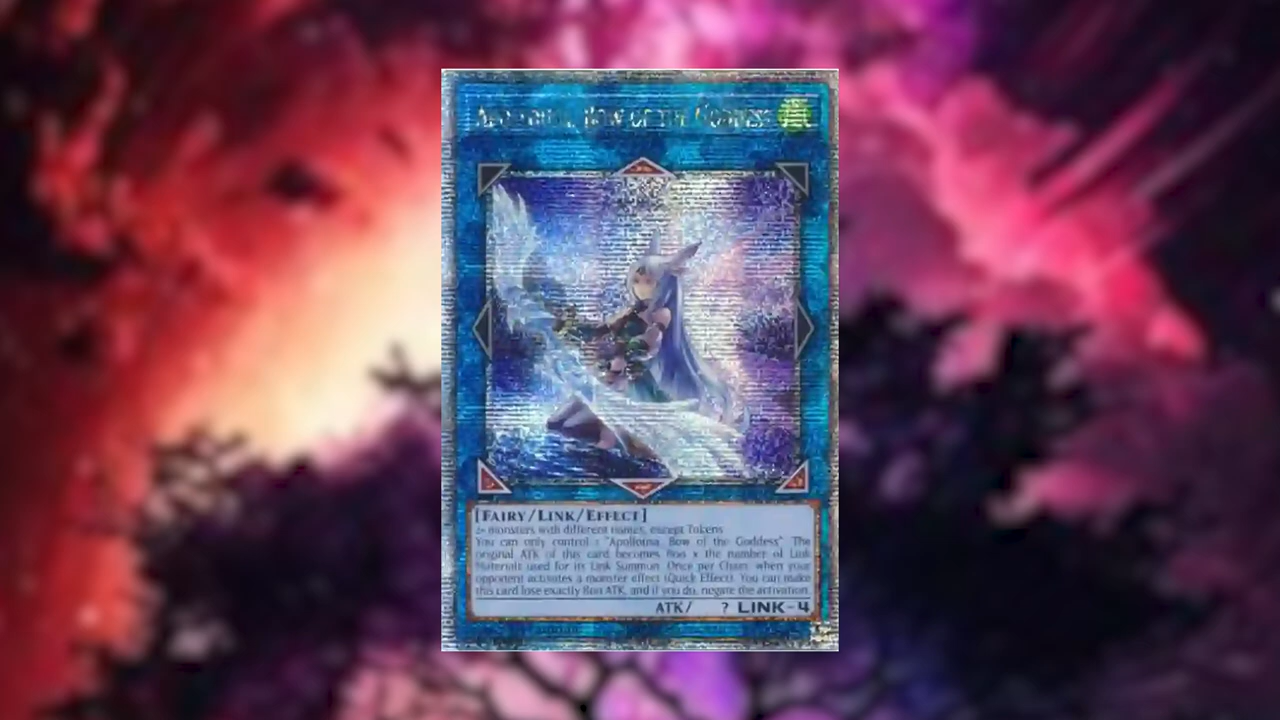 Apollousa, Bow of the Goddess
[Fairy/Link/Effect]
2+ monsters with different names, except Tokens
You can only control 1 "Apollousa, Bow of the Goddess". The
original ATK of this card becomes 800 x the number of Link
Materials used for its Link Summon. Once per Chain, when your
opponent activates a monster effect (Quick Effect): You can make
this card lose exactly 800 ATK, and if you do, negate the activation.
ATK/ ? LINK-4